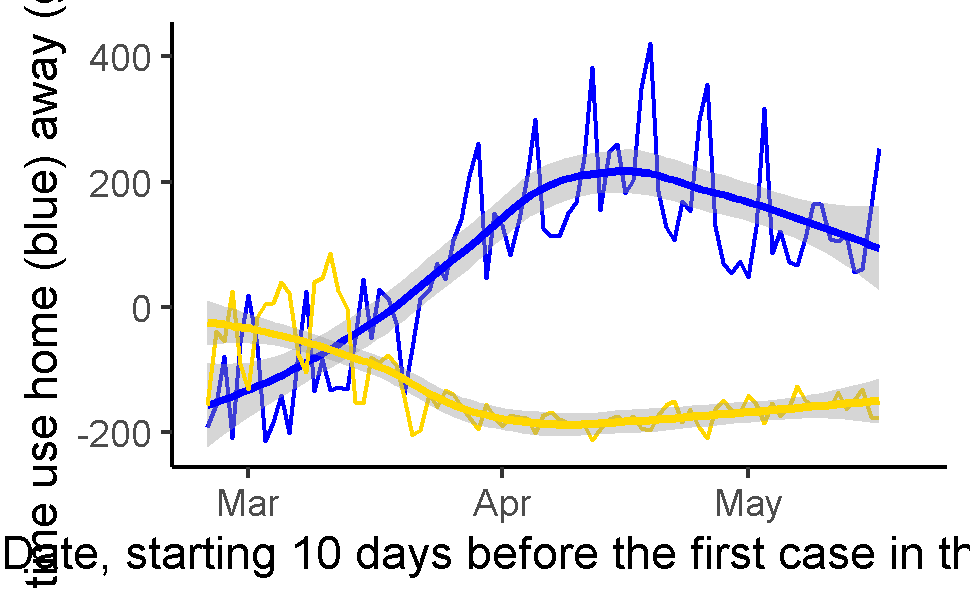 time use home (blue) away (
400
200
0
-200
Mar Apr May
Date, starting 10 days before the first case in th